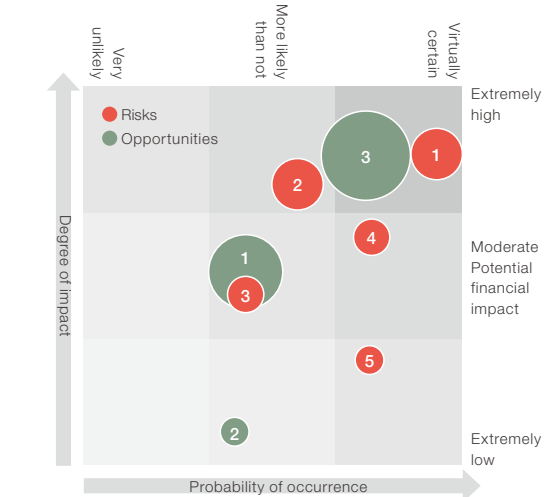 Very
unlikely
More likely
than not
Virtually
certain
Extremely
high
Risks
Opportunities
3
1
2
4
1
3
5
2
Degree of impact
Moderate
Potential
financial
impact
Extremely
low
Probability of occurrence